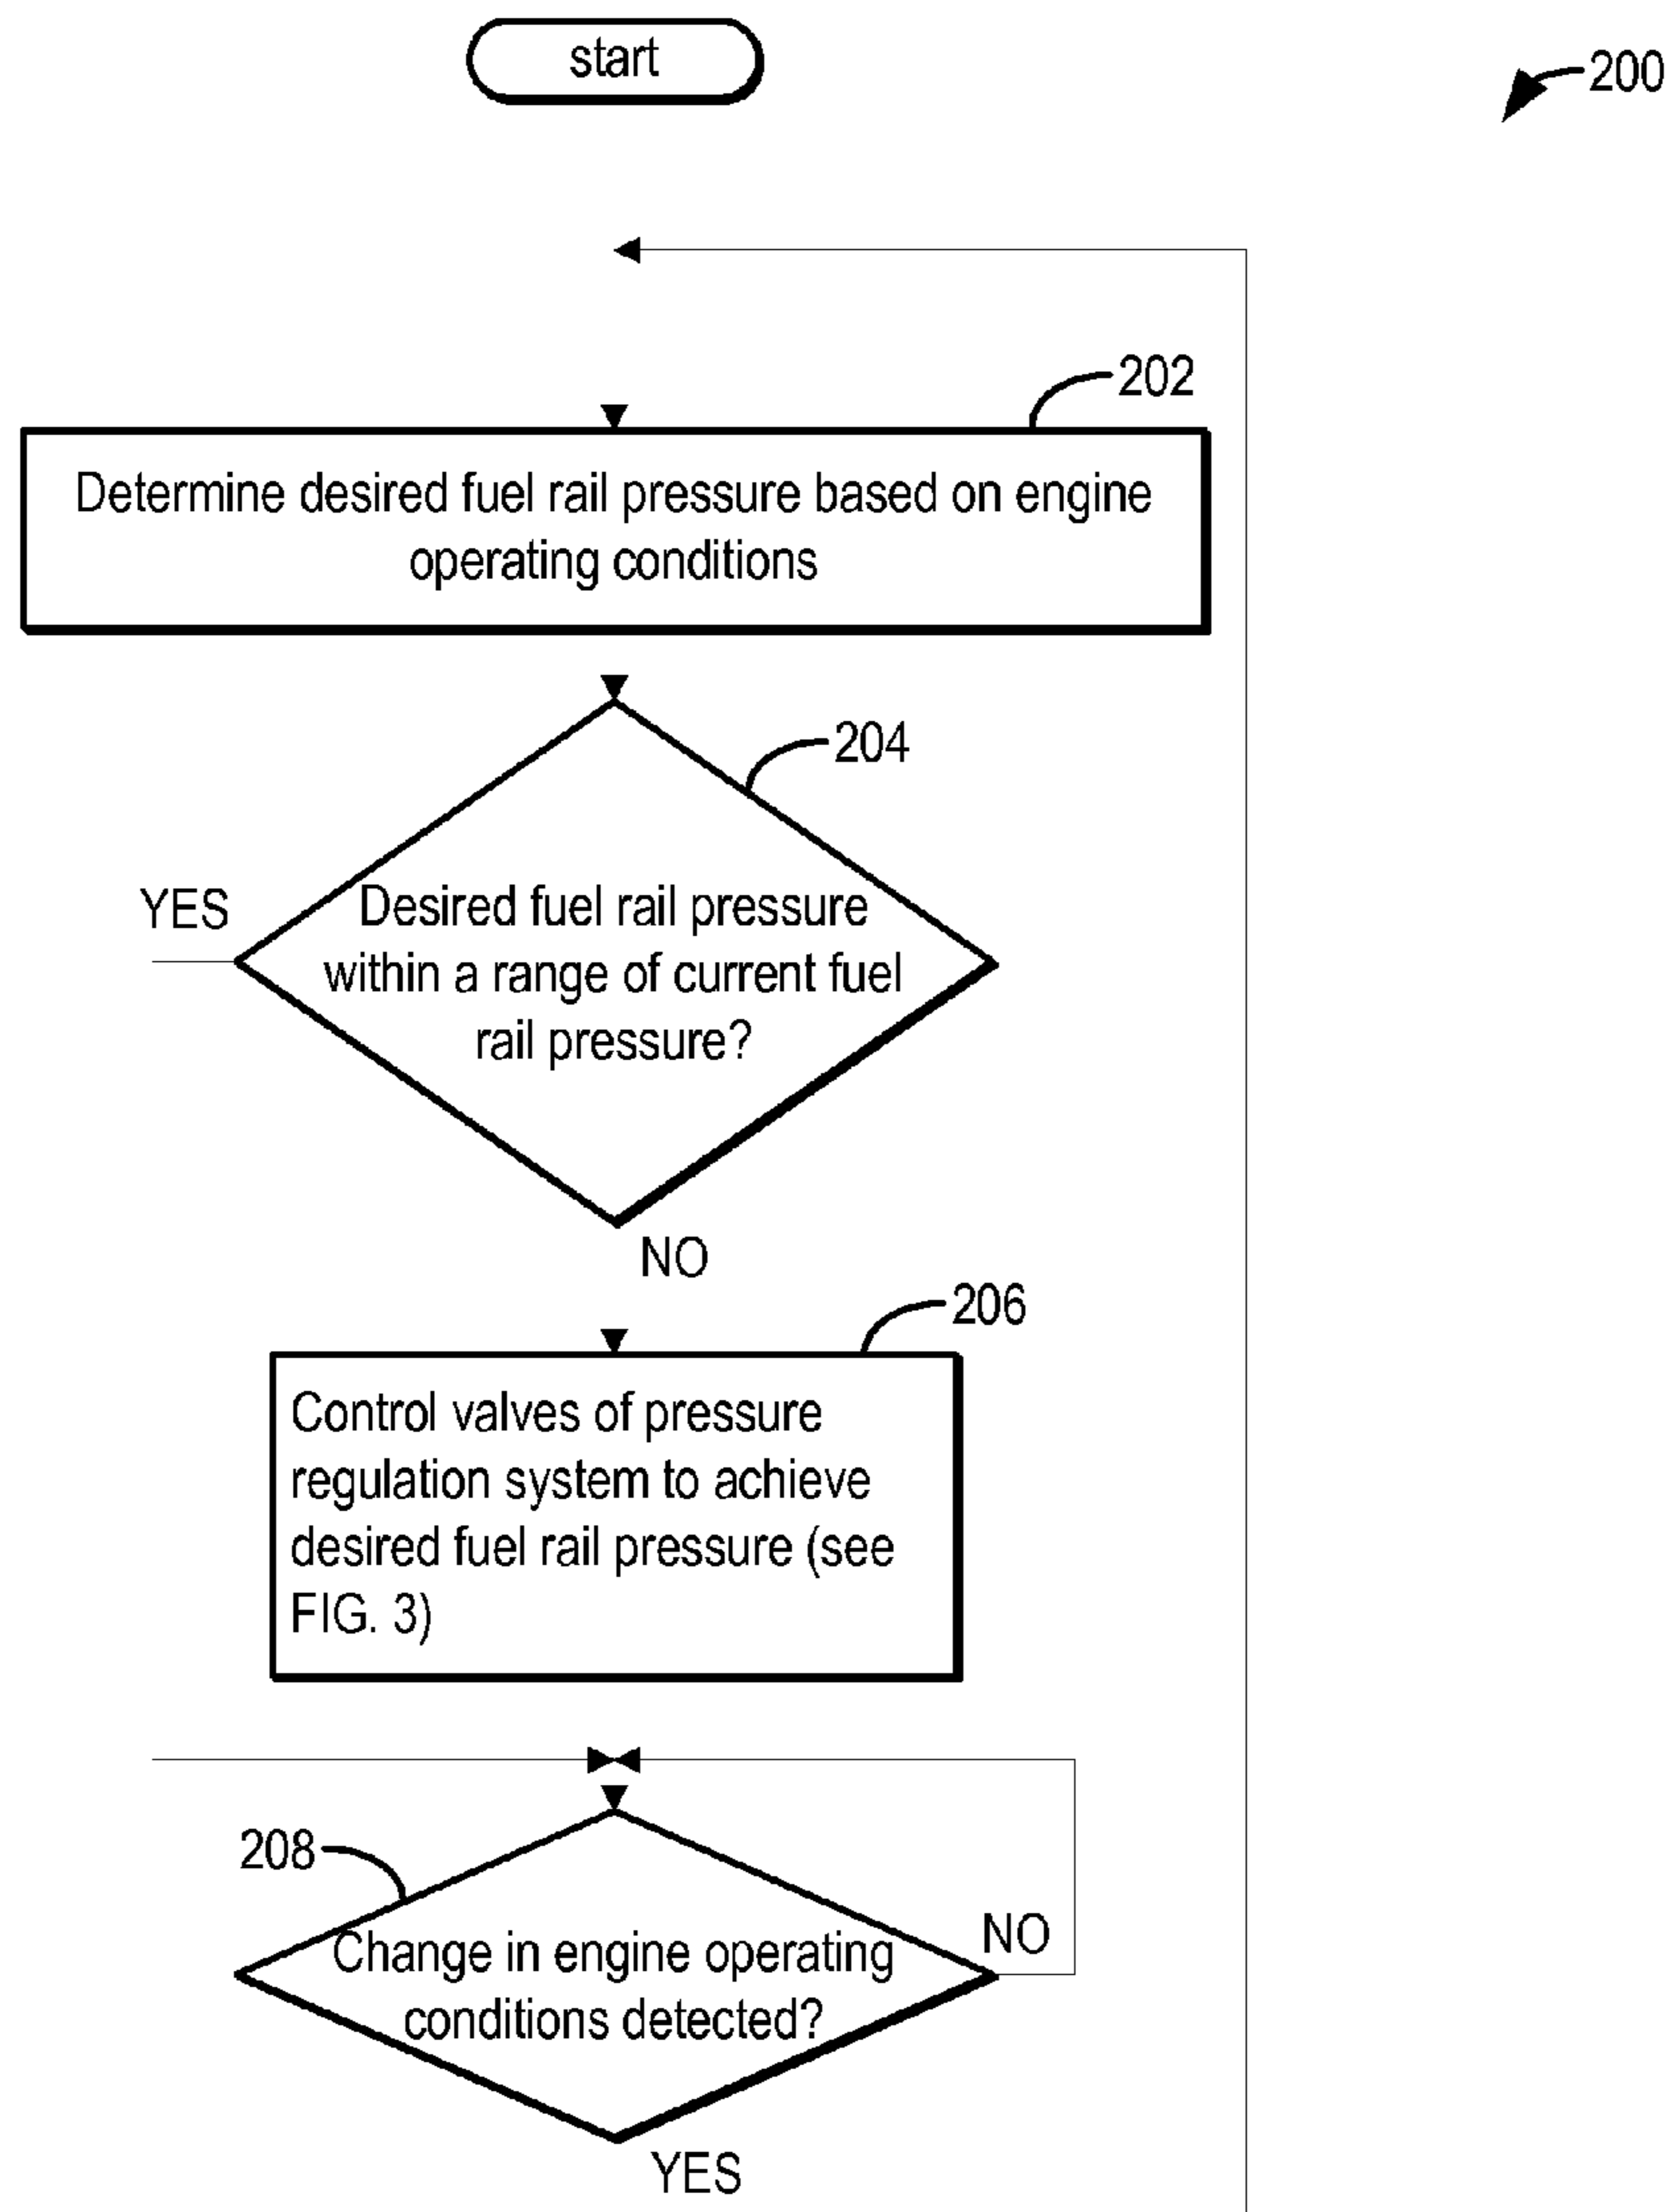 start
200
202
Determine desired fuel rail pressure based on engine
operating conditions
204
YES
Desired fuel rail pressure
within a range of current fuel
rail pressure?
NO
206
Control valves of pressure
regulation system to achieve
desired fuel rail pressure (see
FIG. 3)
208
NO
Change in engine operating
conditions detected?
YES